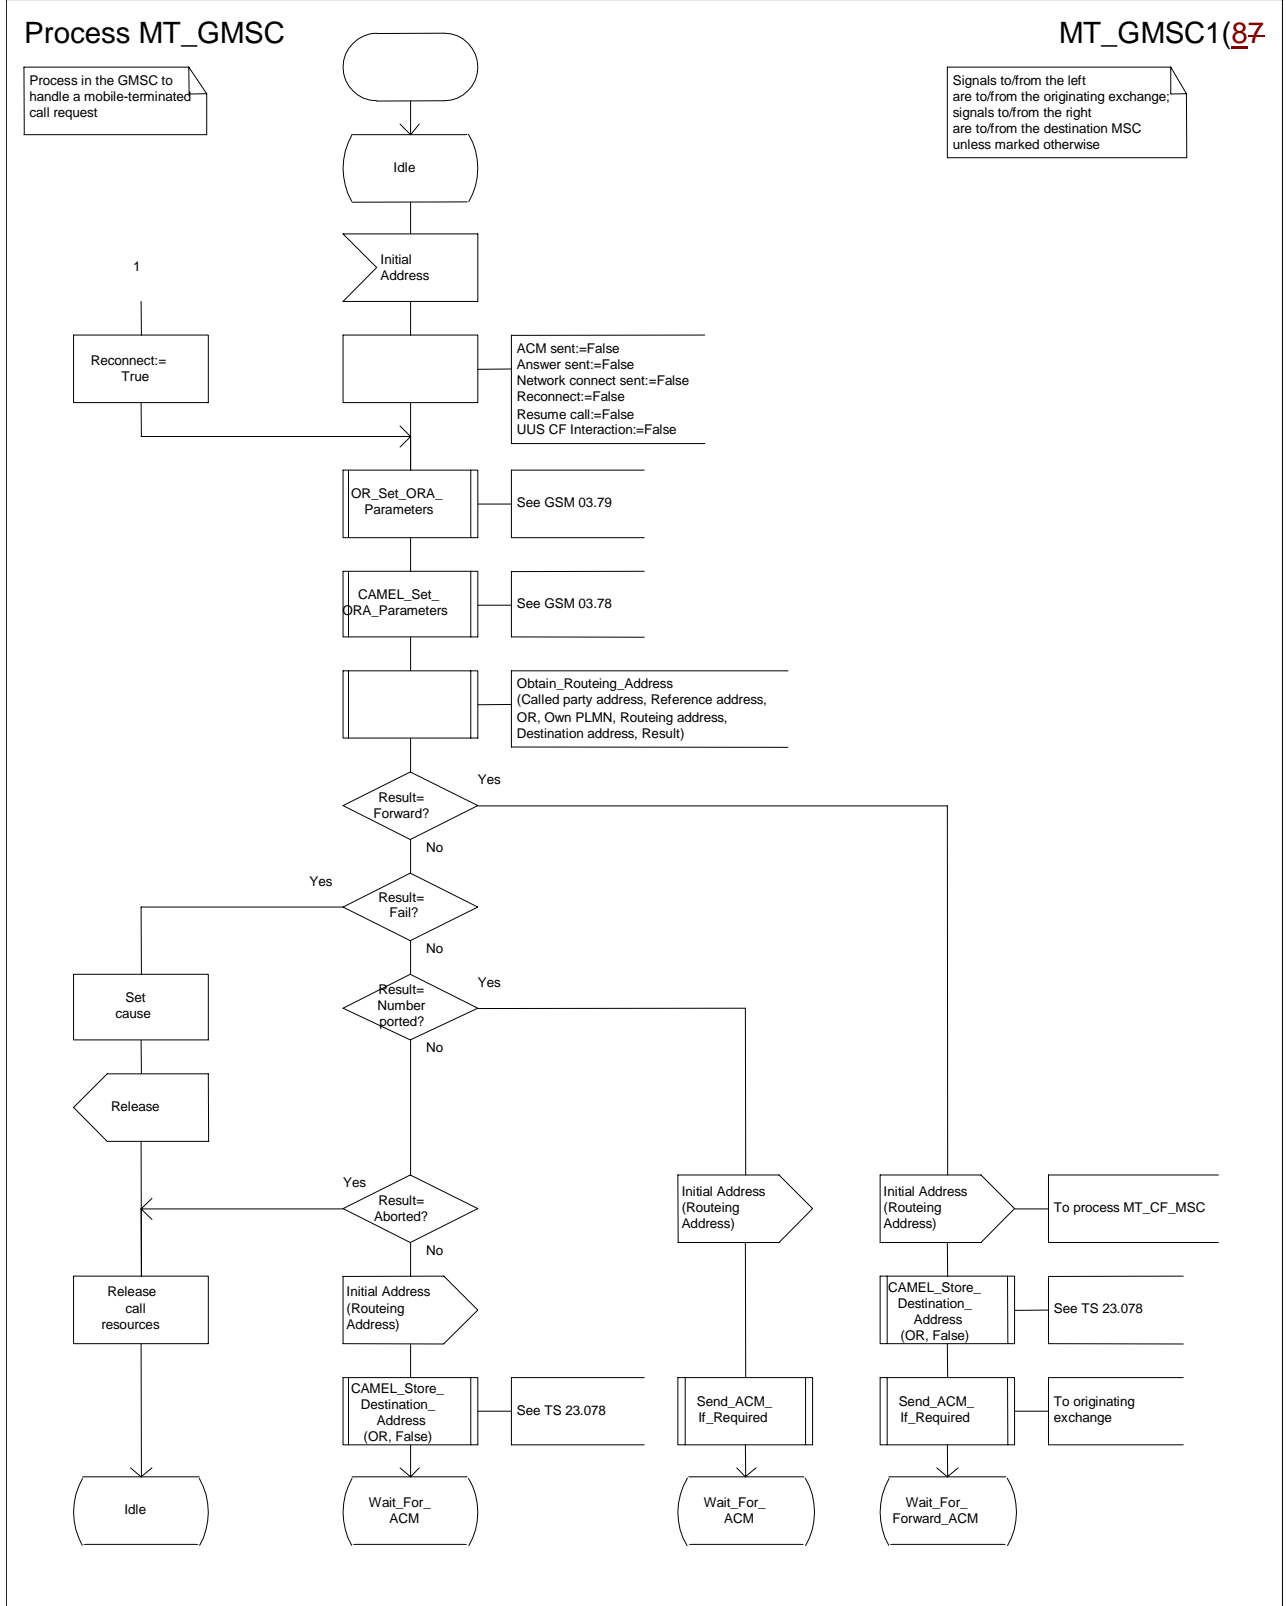 Process MT_GMSC
MT_GMSC1(87
Process in the GMSC to
handle a mobile-terminated
call request
Signals to/from the left
are to/from the originating exchange;
signals to/from the right
are to/from the destination MSC
unless marked otherwise
Idle
Initial
Address
1
Reconnect:=
True
ACM sent:=False
Answer sent:=False
Network connect sent:=False
Reconnect:=False
Resume call:=False
UUS CF Interaction:=False
OR_Set_ORA_
Parameters
See GSM 03.79
CAMEL_Set_
ORA_Parameters
See GSM 03.78
Obtain_Routeing_Address
(Called party address, Reference address,
OR, Own PLMN, Routeing address,
Destination address, Result)
Result=
Forward?
Yes
No
Result=
Fail?
Yes
No
Result=
Number
ported?
Yes
No
Set
cause
Release
Result=
Aborted?
Yes
No
Initial Address
(Routeing
Address)
Initial Address
(Routeing
Address)
To process MT_CF_MSC
Release
call
resources
Initial Address
(Routeing
Address)
CAMEL_Store_
Destination_
Address
(OR, False)
See TS 23.078
CAMEL_Store_
Destination_
Address
(OR, False)
See TS 23.078
Send_ACM_
If_Required
Send_ACM_
If_Required
To originating
exchange
Idle
Wait_For_
ACM
Wait_For_
ACM
Wait_For_
Forward_ACM